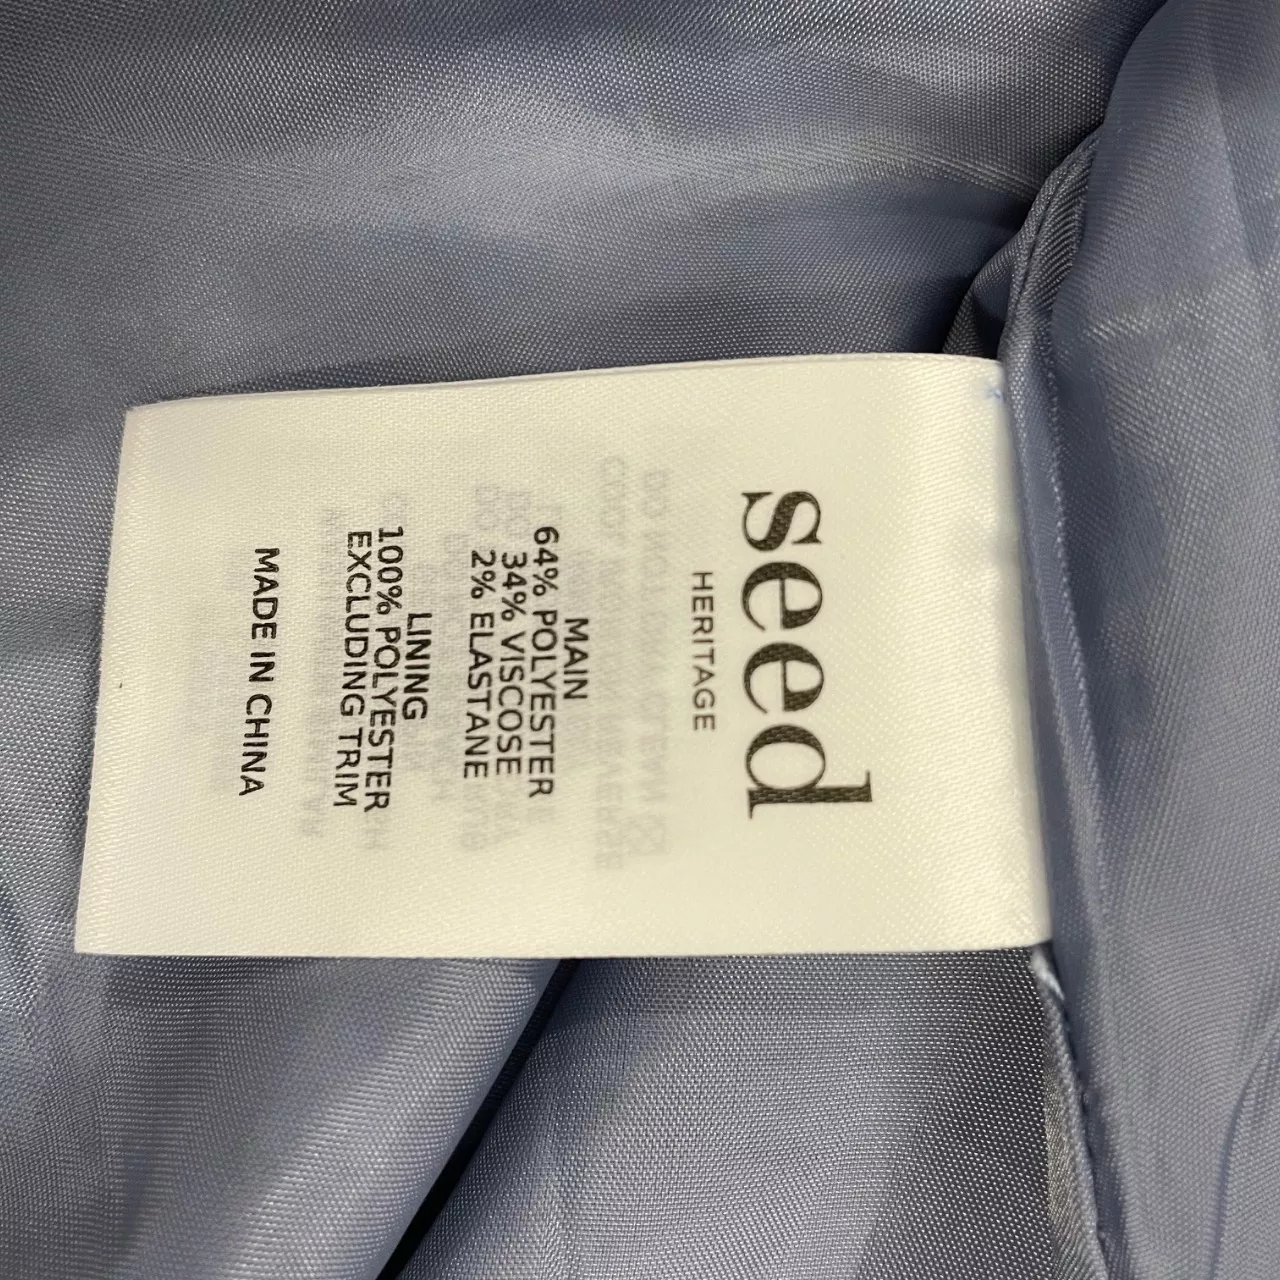 seed
HERITAGE
MAIN
64% POLYESTER
34% VISCOSE
2% ELASTANE
LINING
100% POLYESTER
EXCLUDING TRIM
MADE IN CHINA